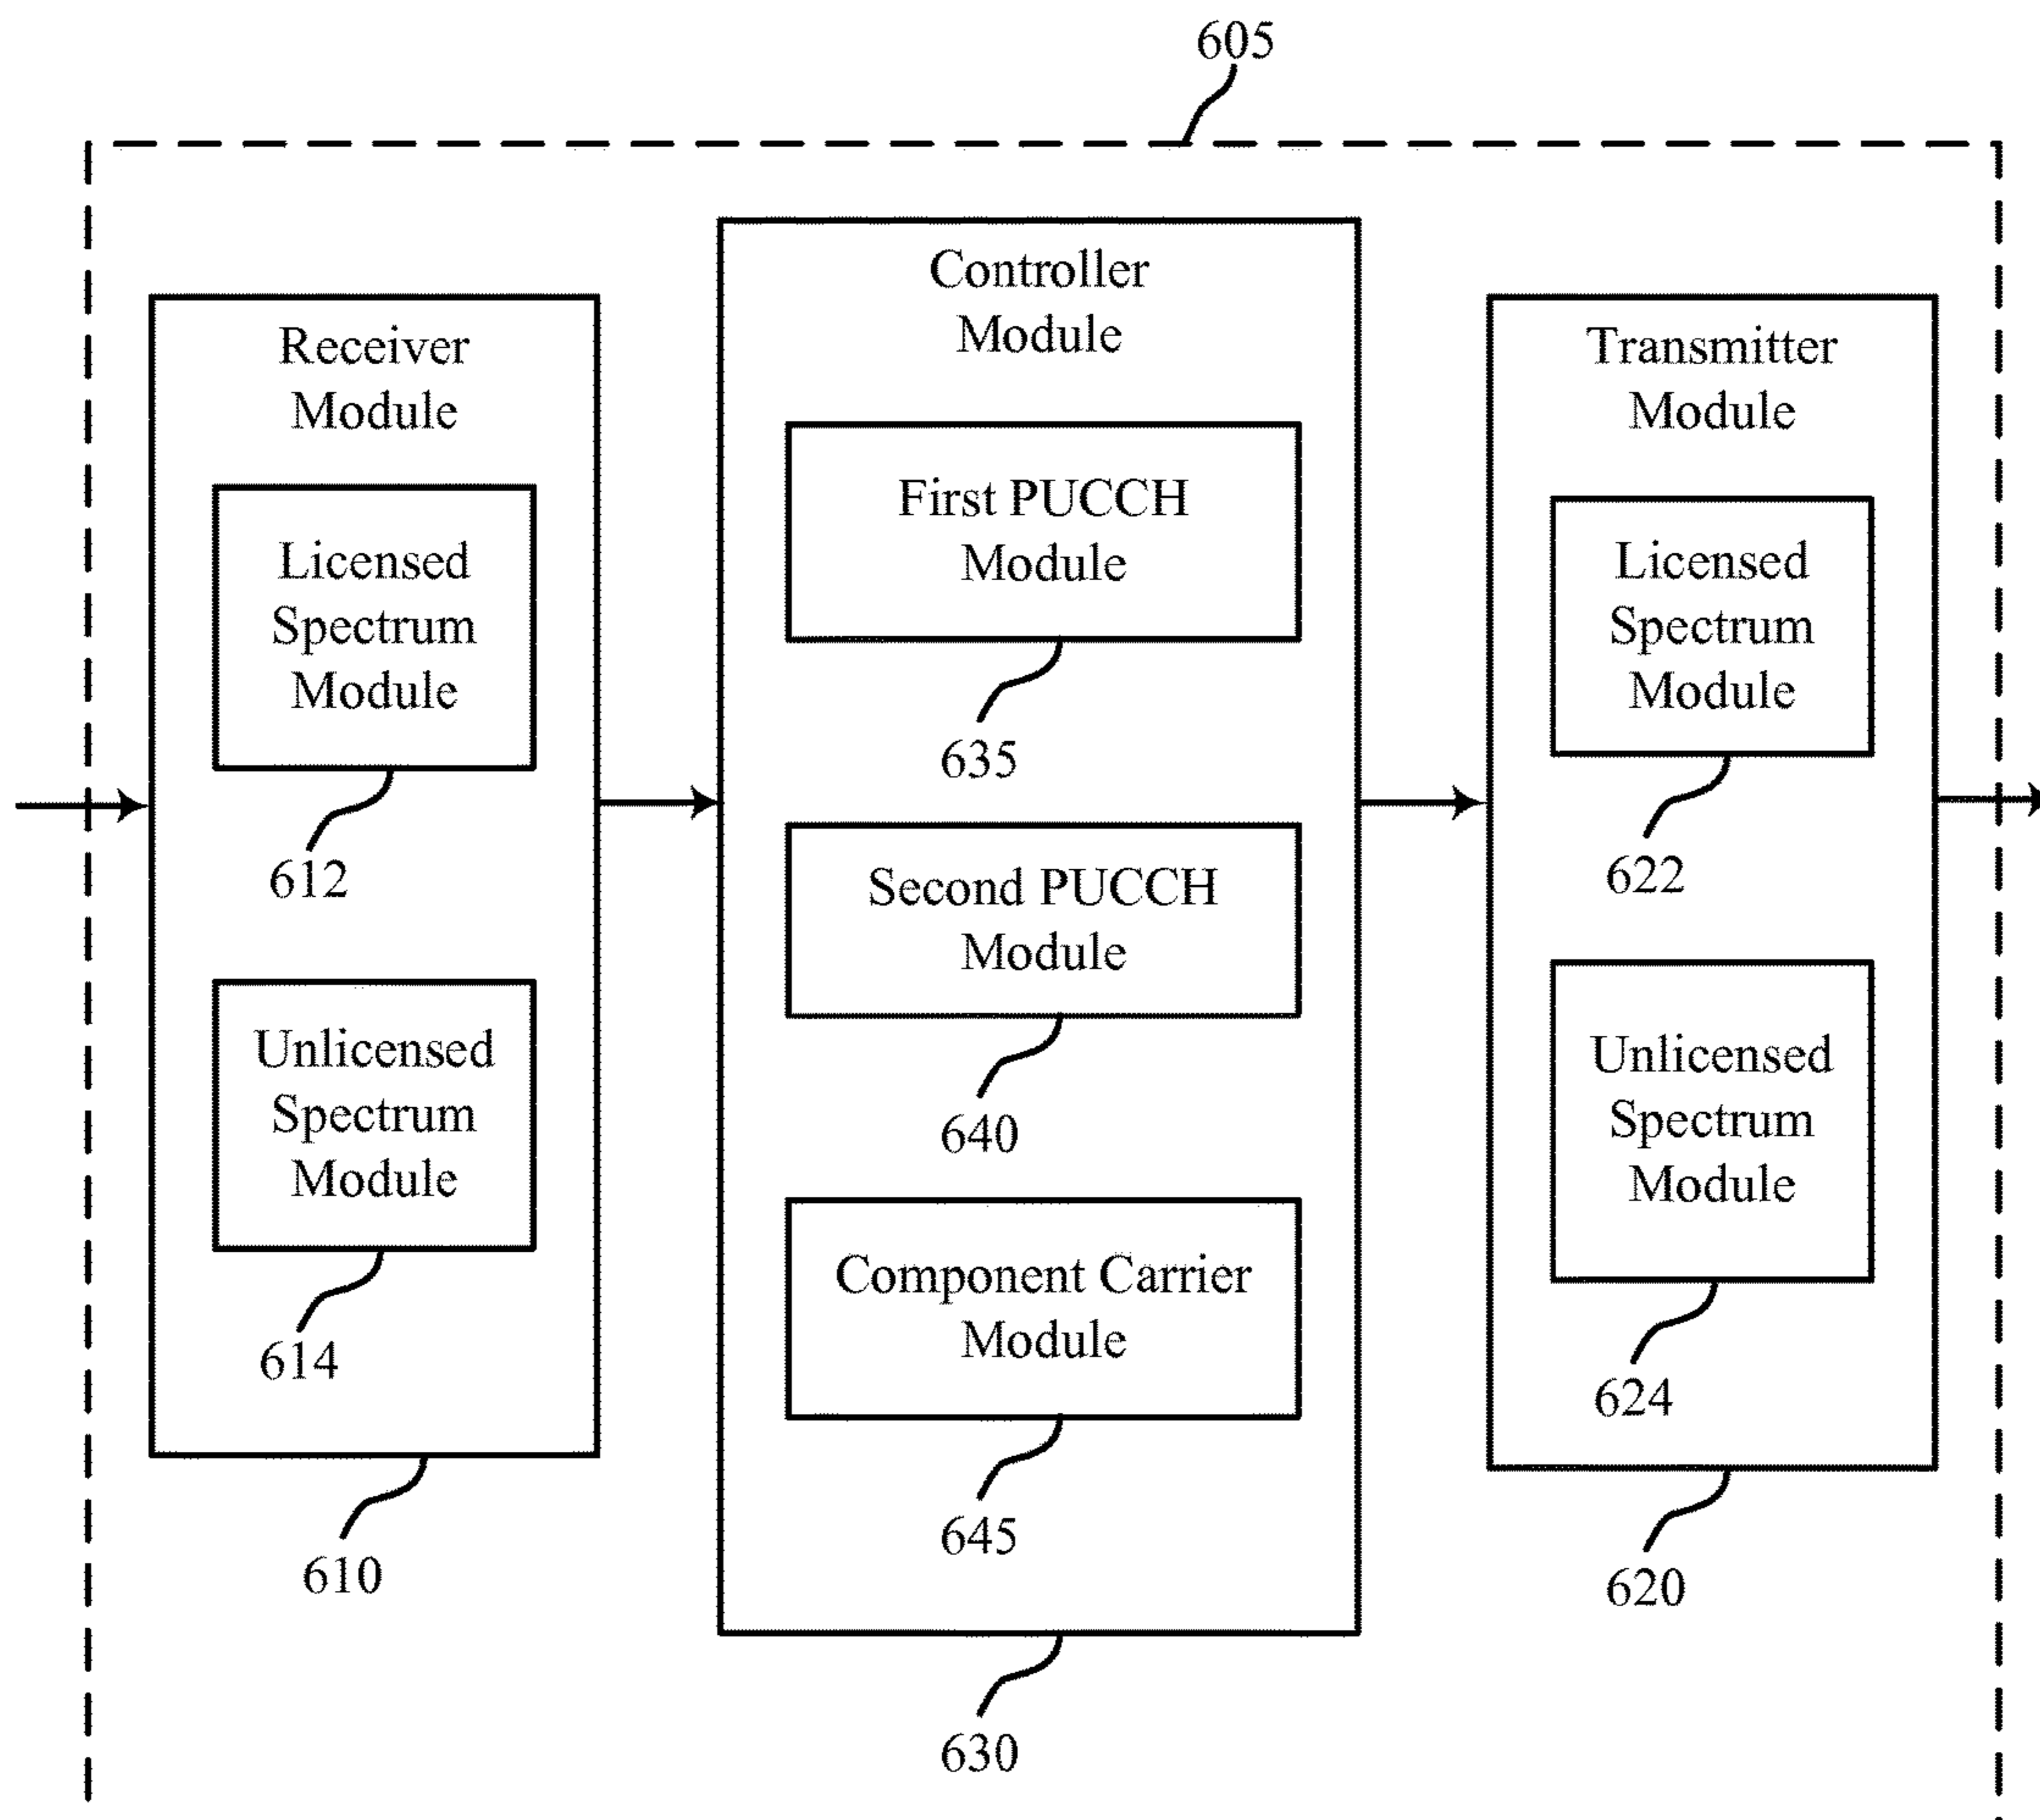 605
Receiver
Module
Licensed
Spectrum
Module
612
Unlicensed
Spectrum
Module
614
610
Controller
Module
First PUCCH
Module
635
Second PUCCH
Module
640
Component Carrier
Module
645
630
Transmitter
Module
Licensed
Spectrum
Module
622
Unlicensed
Spectrum
Module
624
620